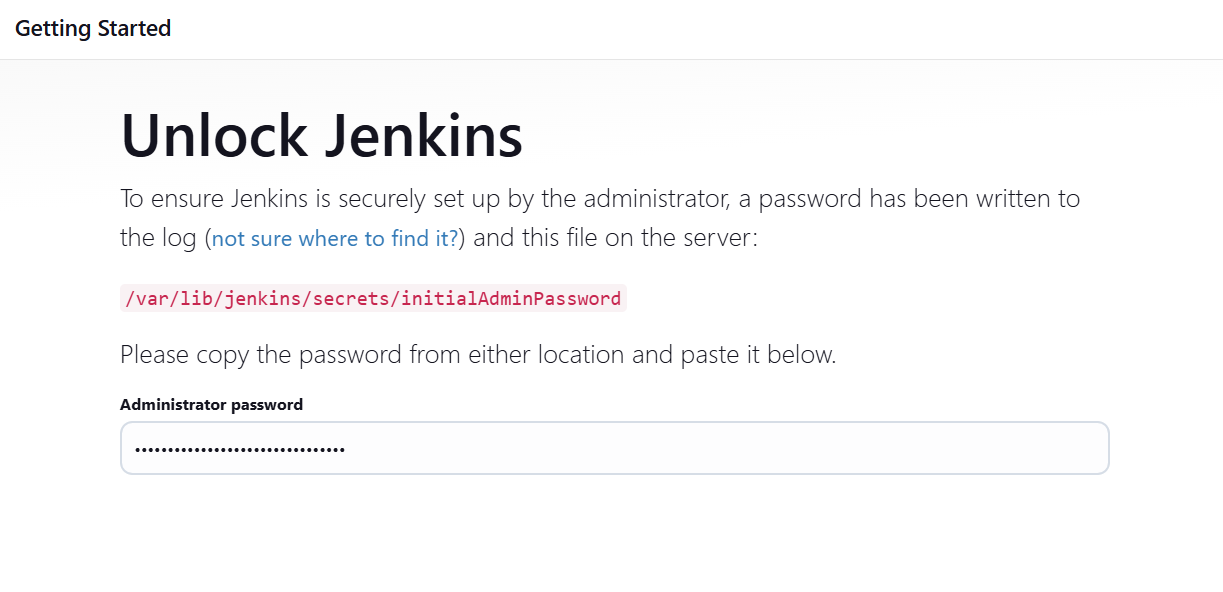 Getting Started
Unlock Jenkins
To ensure Jenkins is securely set up by the administrator, a password has been written to
the log (not sure where to find it?) and this file on the server:
/var/lib/jenkins/secrets/initialAdminPassword
Please copy the password from either location and paste it below.
Administrator password
••••••••••••••••••••••••••••••••